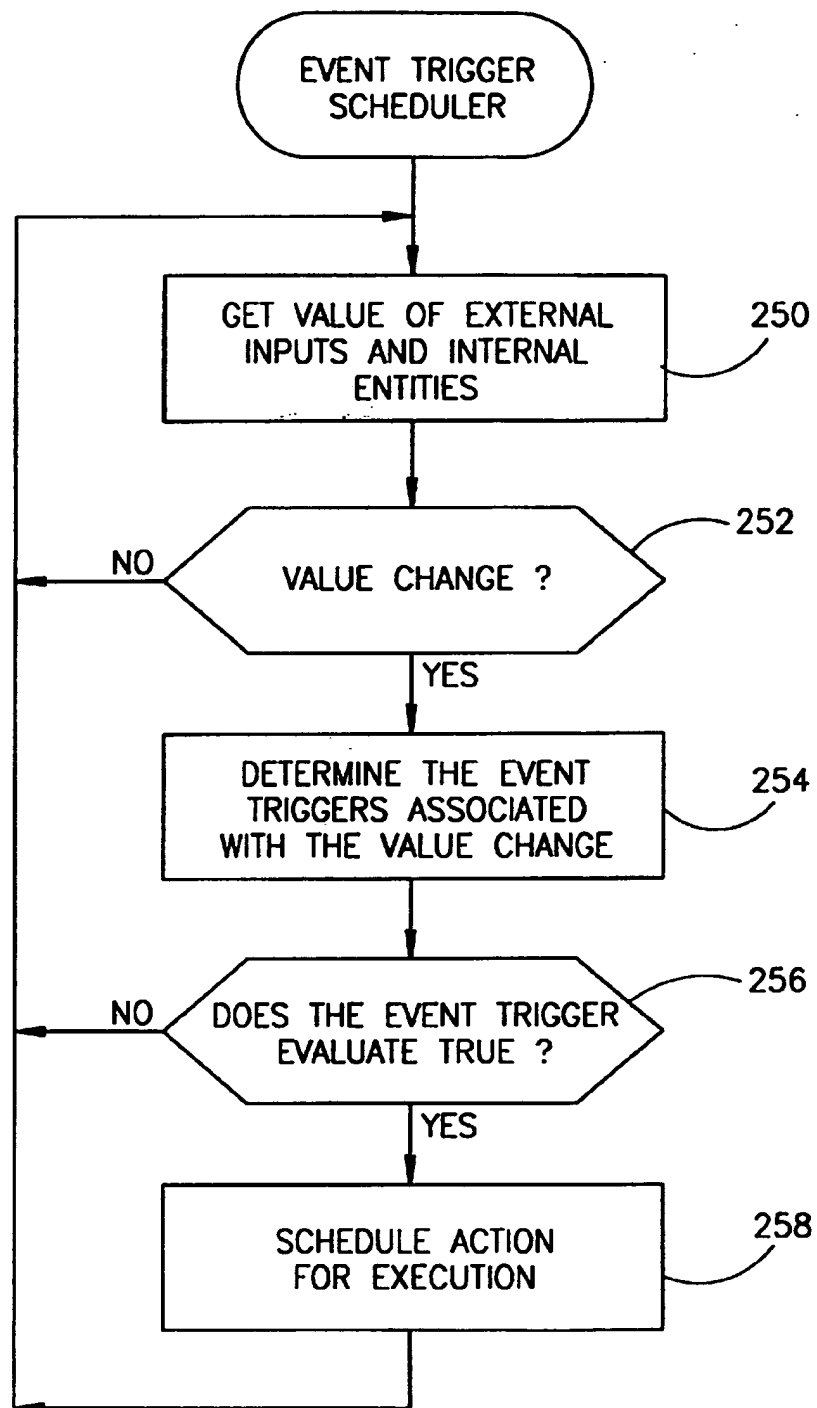 EVENT TRIGGER
SCHEDULER
GET VALUE OF EXTERNAL
INPUTS AND INTERNAL
ENTITIES
250
252
NO
VALUE CHANGE ?
YES
DETERMINE THE EVENT
TRIGGERS ASSOCIATED
WITH THE VALUE CHANGE
254
256
NO
DOES THE EVENT TRIGGER
EVALUATE TRUE ?
YES
SCHEDULE ACTION
FOR EXECUTION
258